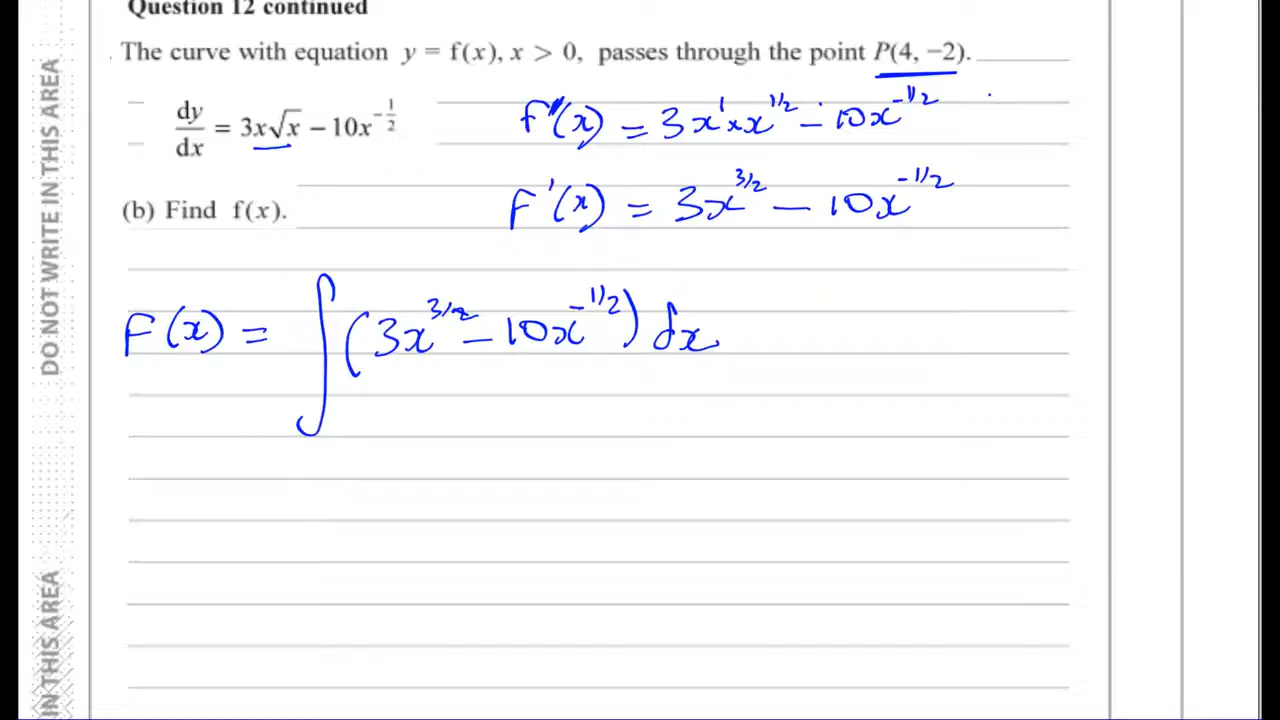 Question 12 continued
The curve with equation y = f(x), x > 0, passes through the point P(4, −2).
dy/dx = 3x√x − 10x^(−1/2)
f'(x) = 3x^1 × x^(1/2) − 10x^(−1/2)
F'(x) = 3x^(3/2) − 10x^(−1/2)
(b) Find f(x).
F(x) = ∫(3x^(3/2) − 10x^(−1/2)) dx
DO NOT WRITE IN THIS AREA
IN THIS AREA